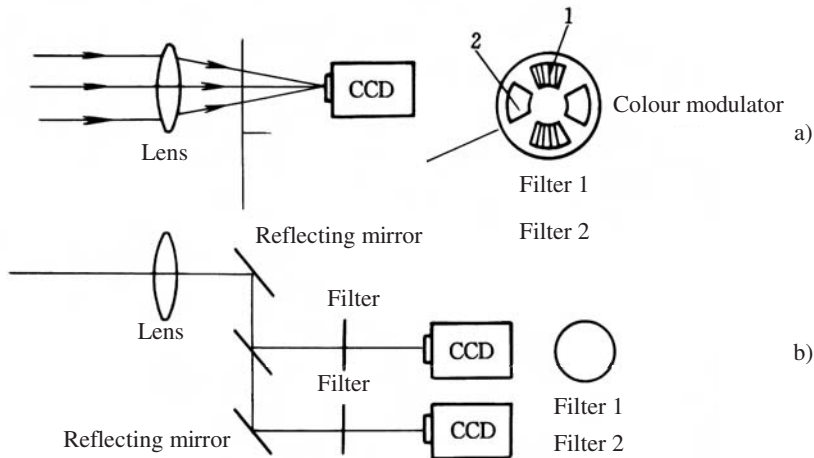 1
2
CCD
Colour modulator
Lens
a)
Filter 1
Filter 2
Reflecting mirror
Filter
Lens
CCD
b)
Filter
Filter 1
Reflecting mirror
CCD
Filter 2